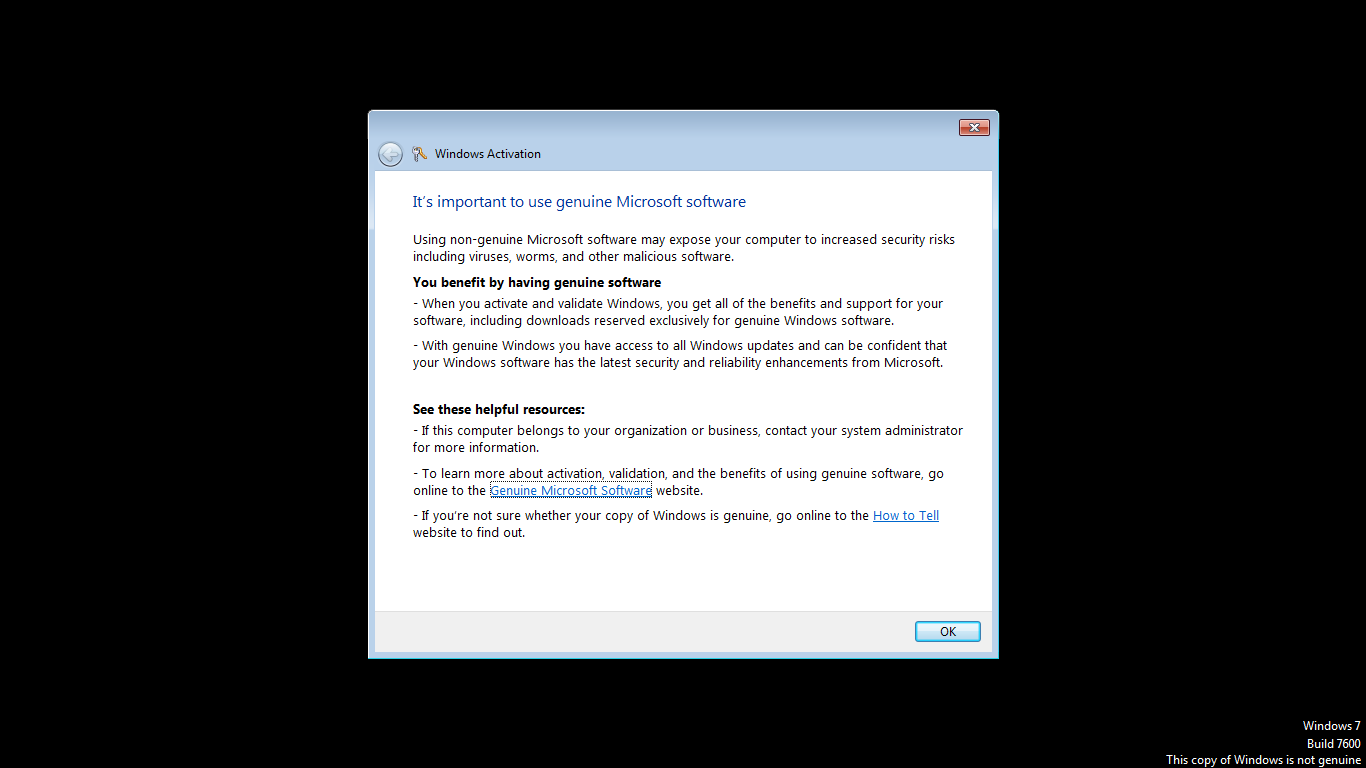 Windows Activation
It's important to use genuine Microsoft software
Using non-genuine Microsoft software may expose your computer to increased security risks
including viruses, worms, and other malicious software.
You benefit by having genuine software
- When you activate and validate Windows, you get all of the benefits and support for your
software, including downloads reserved exclusively for genuine Windows software.
- With genuine Windows you have access to all Windows updates and can be confident that
your Windows software has the latest security and reliability enhancements from Microsoft.
See these helpful resources:
- If this computer belongs to your organization or business, contact your system administrator
for more information.
- To learn more about activation, validation, and the benefits of using genuine software, go
online to the Genuine Microsoft Software website.
- If you're not sure whether your copy of Windows is genuine, go online to the How to Tell
website to find out.
OK
Windows 7
Build 7600
This copy of Windows is not genuine